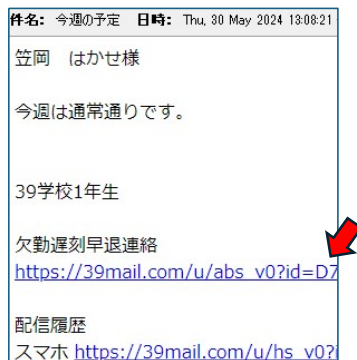 件名: 今週の予定 日時: Thu, 30 May 2024 13:08:21
笠岡 はかせ様
今週は通常通りです。
39学校1年生
欠勤遅刻早退連絡
https://39mail.com/u/abs_v0?id=D7
配信履歴
スマホ https://39mail.com/u/hs_v0?i